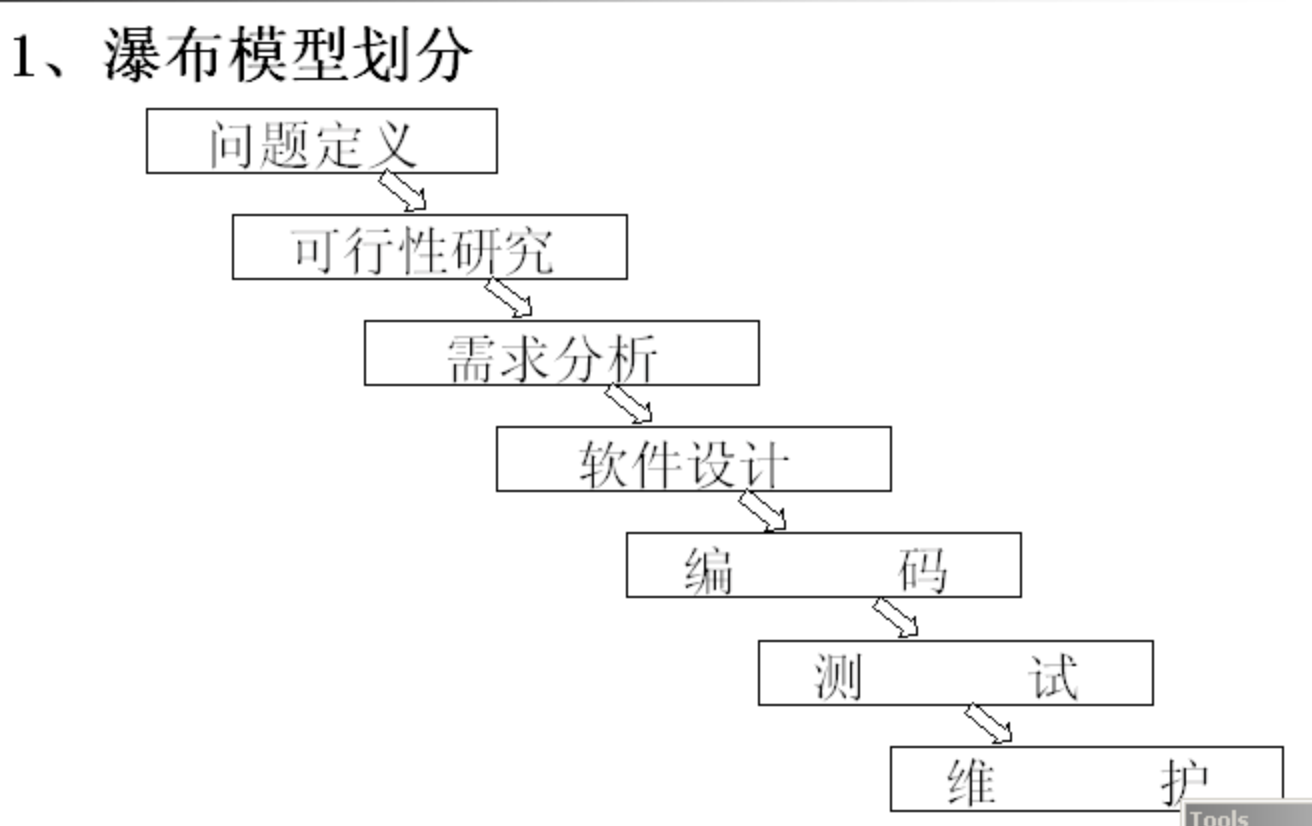 1、瀑布模型划分
问题定义
可行性研究
需求分析
软件设计
编 码
测 试
维 护
Tools